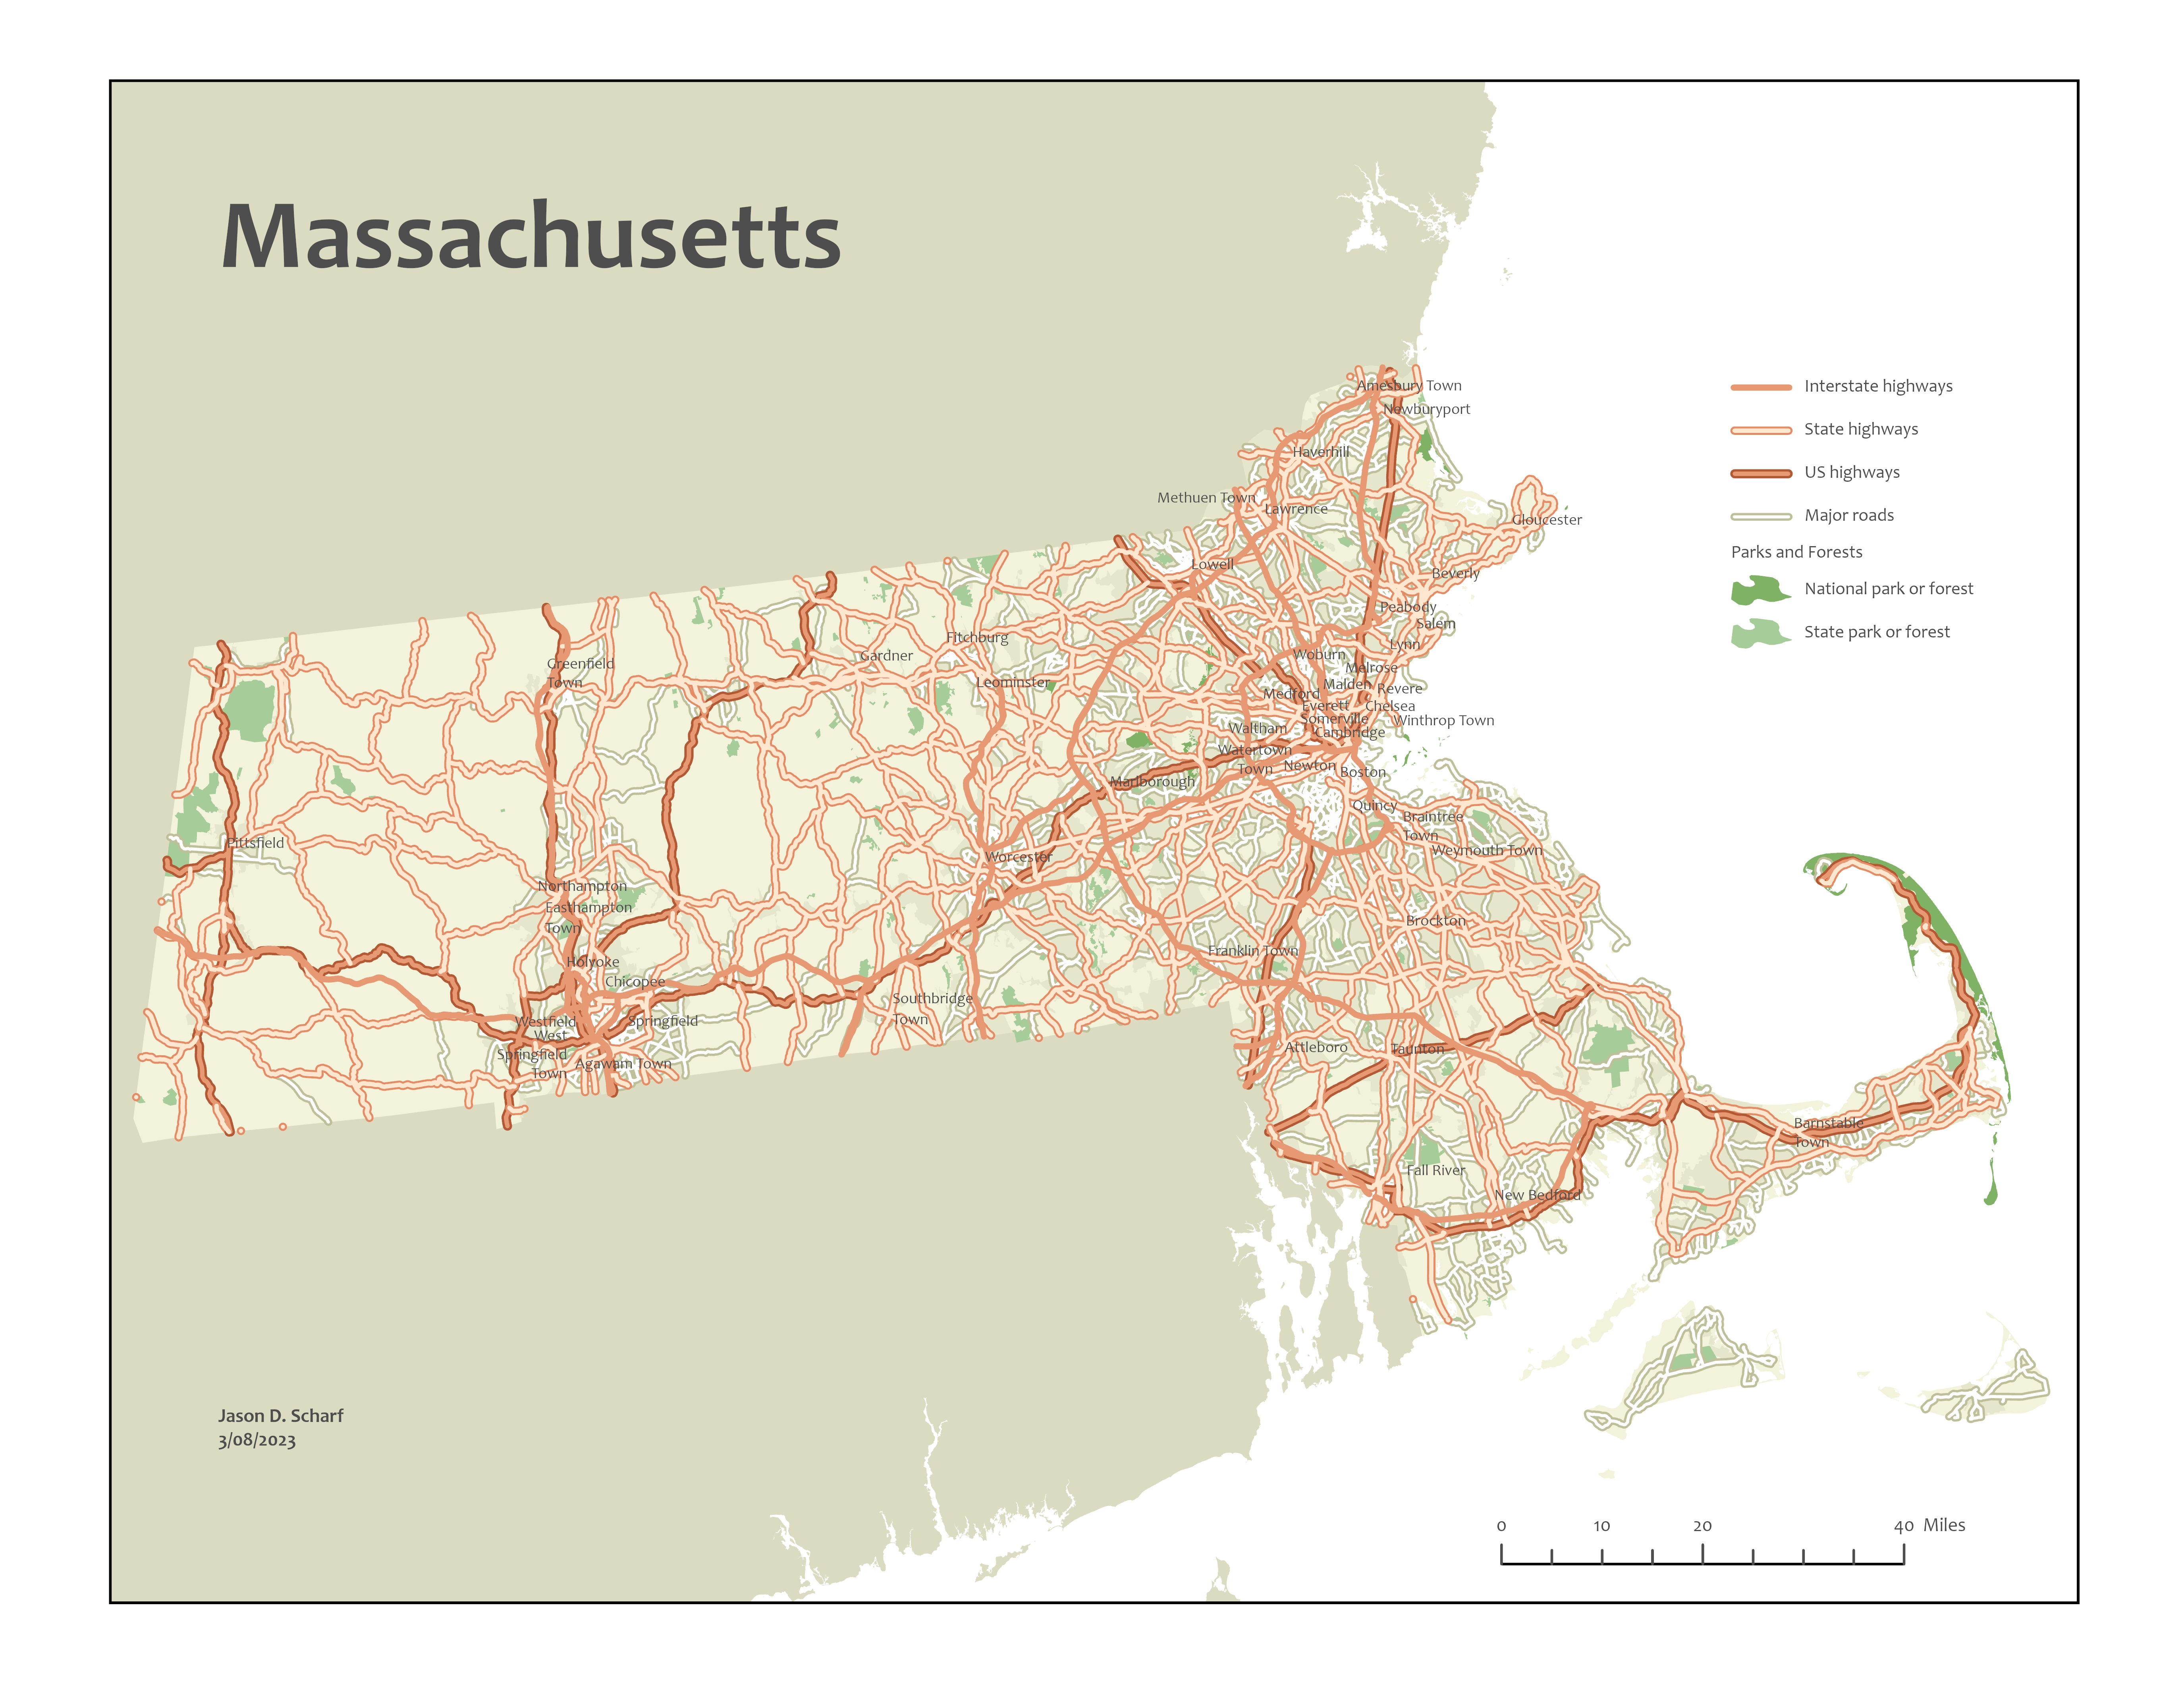 Massachusetts
Interstate highways
State highways
US highways
Major roads
Parks and Forests
National park or forest
State park or forest
Amesbury Town
Newburyport
Haverhill
Methuen Town
Lawrence
Gloucester
Lowell
Beverly
Peabody
Salem
Fitchburg
Lynn
Gardner
Woburn
Greenfield
Town
Melrose
Leominster
Malden
Revere
Medford
Everett
Chelsea
Somerville
Winthrop Town
Waltham
Cambridge
Watertown
Town
Newton
Boston
Marlborough
Quincy
Braintree
Town
Pittsfield
Weymouth Town
Worcester
Northampton
Easthampton
Town
Brockton
Franklin Town
Holyoke
Chicopee
Southbridge
Town
Westfield
Springfield
West
Springfield
Town
Agawam Town
Attleboro
Taunton
Barnstable
Town
Fall River
New Bedford
Jason D. Scharf
3/08/2023
0 10 20 40 Miles